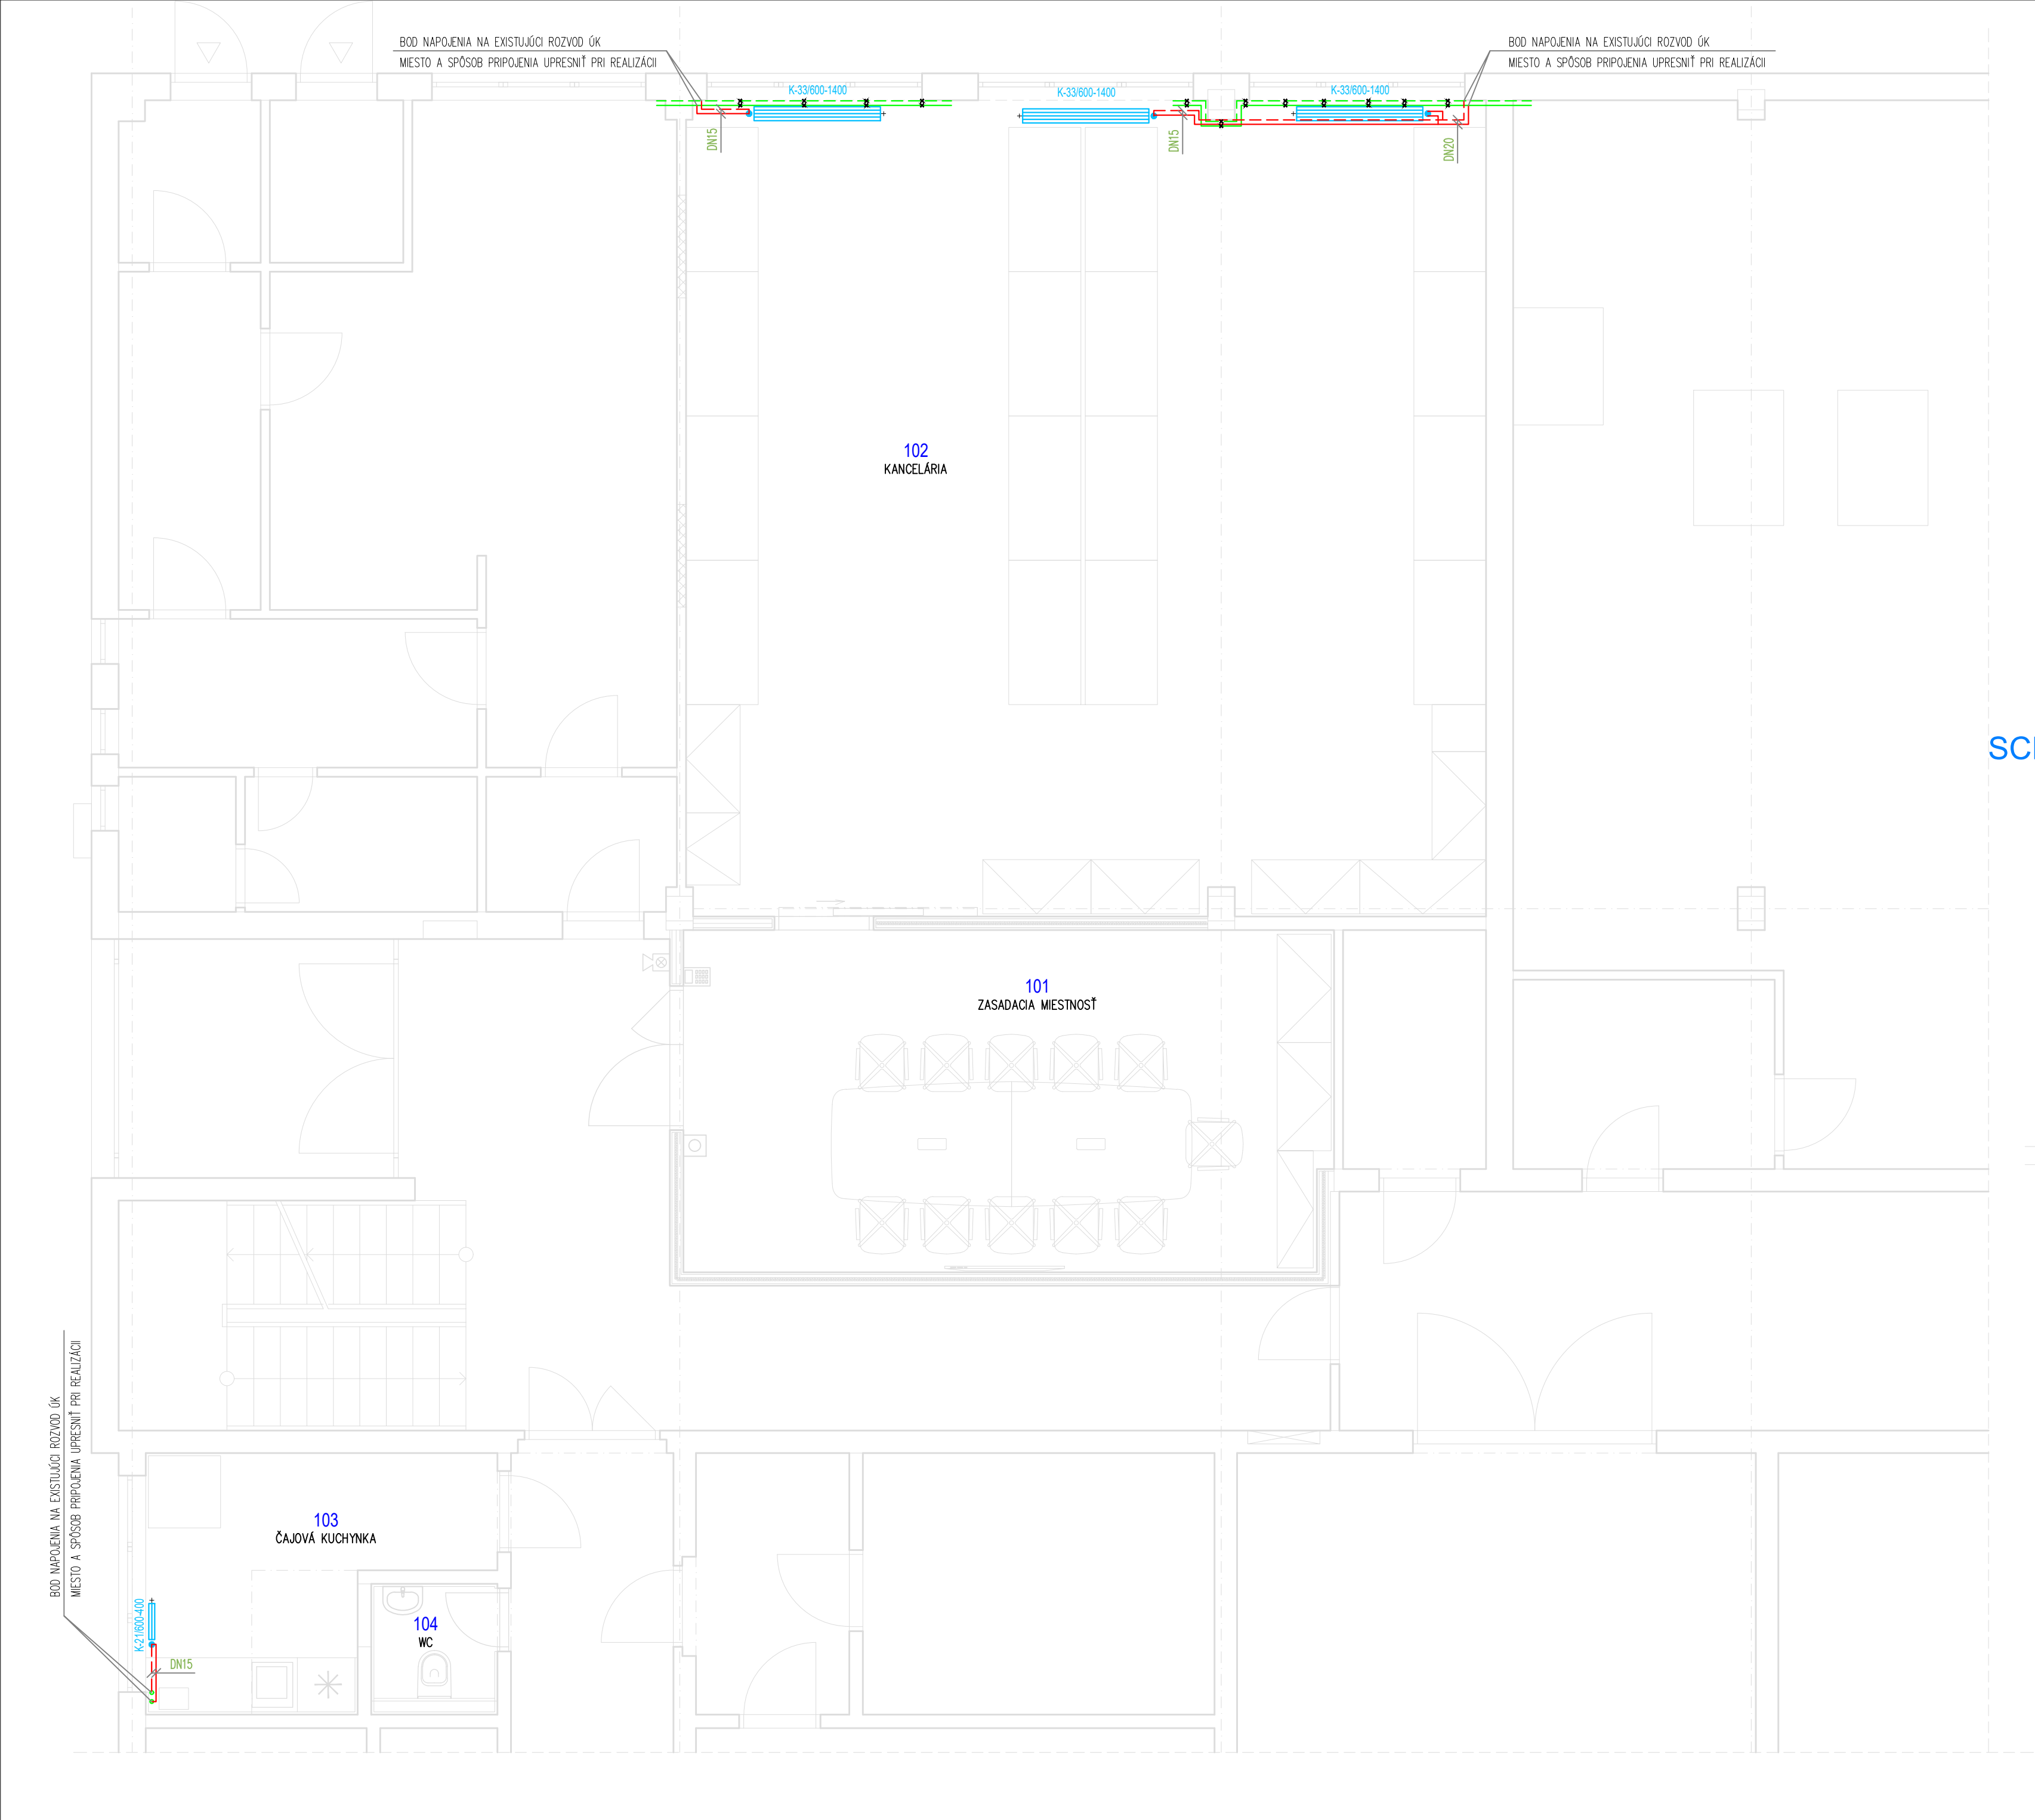 BOD NAPOJENIA NA EXISTUJÚCI ROZVOD ÚK
MIESTO A SPÔSOB PRIPOJENIA UPRESNIŤ PRI REALIZÁCII
BOD NAPOJENIA NA EXISTUJÚCI ROZVOD ÚK
MIESTO A SPÔSOB PRIPOJENIA UPRESNIŤ PRI REALIZÁCII
K-33/600-1400
K-33/600-1400
K-33/600-1400
DN15
DN15
DN20
102
KANCELÁRIA
SCH
101
ZASADACIA MIESTNOSŤ
BOD NAPOJENIA NA EXISTUJÚCI ROZVOD ÚK
MIESTO A SPÔSOB PRIPOJENIA UPRESNIŤ PRI REALIZÁCII
103
ČAJOVÁ KUCHYNKA
K-21/600-400
104
WC
DN15